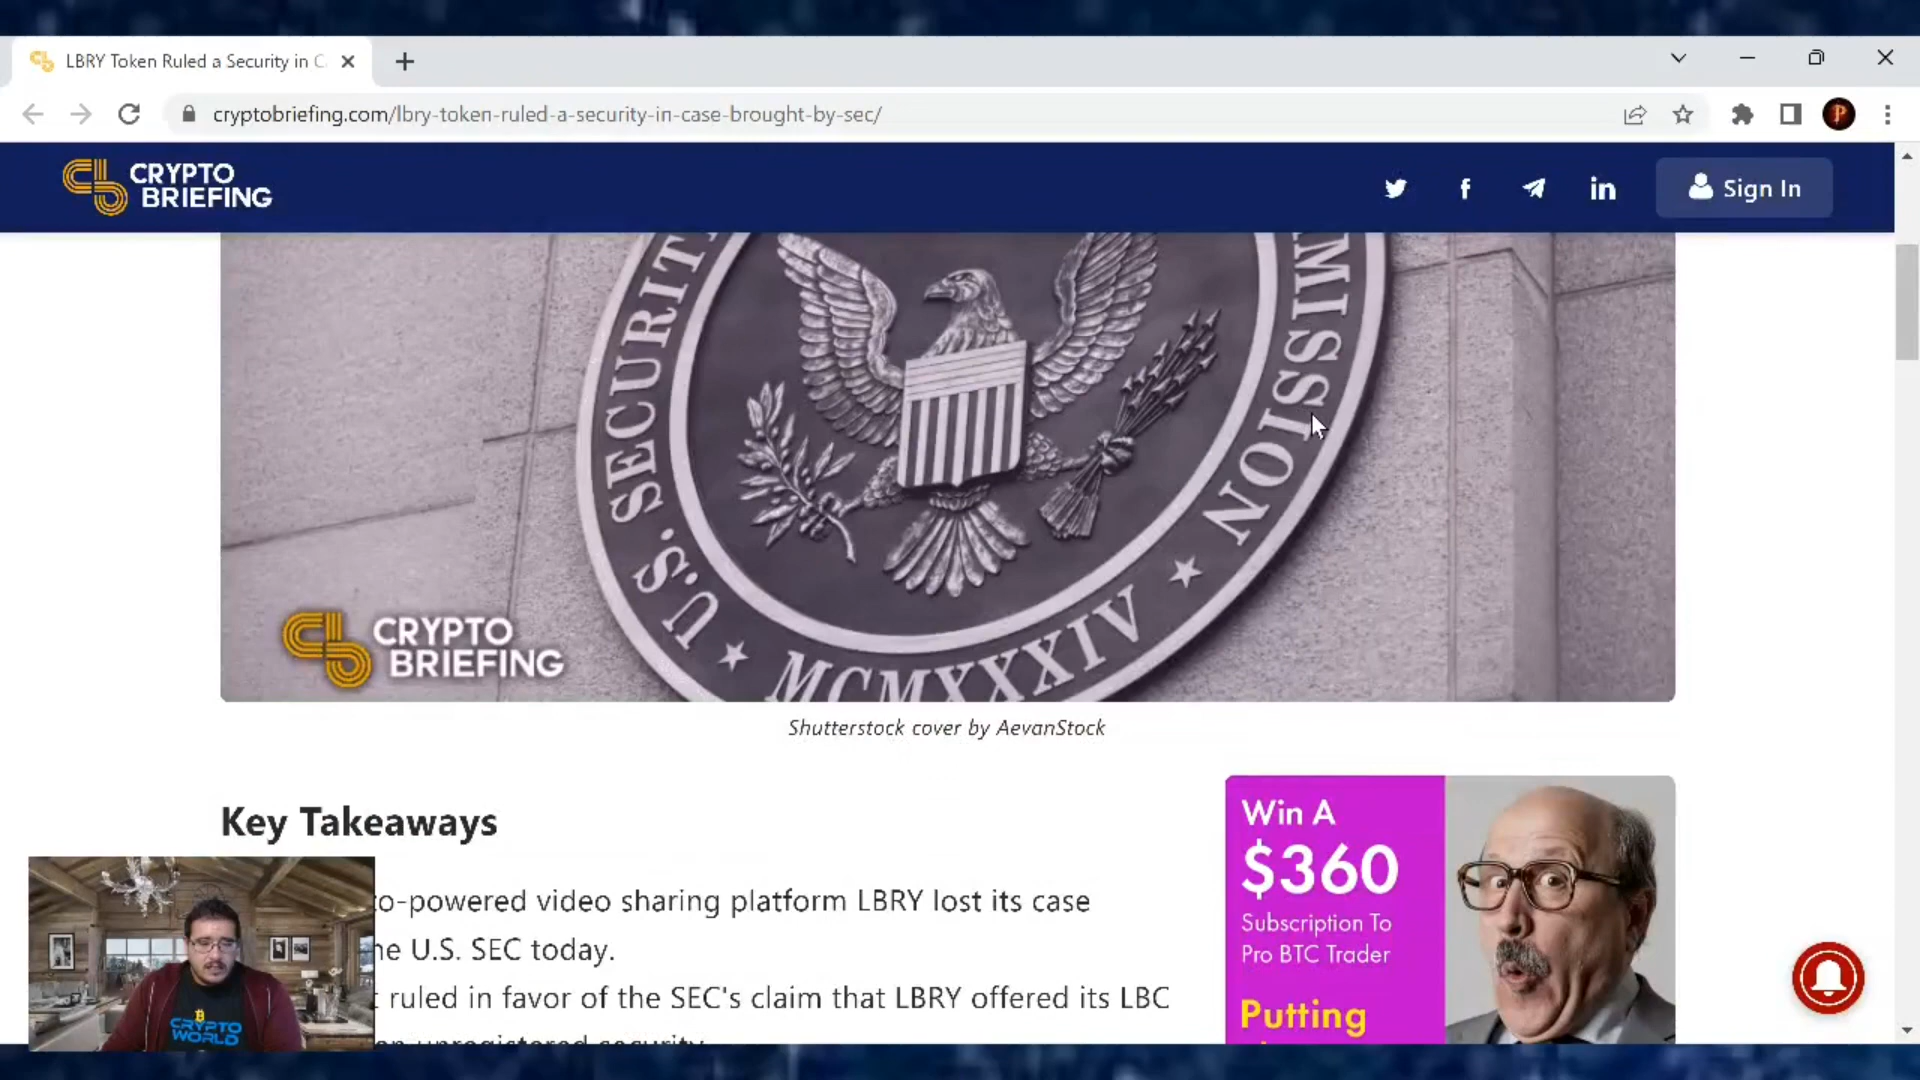 LBRY Token Ruled a Security in C
cryptobriefing.com/lbry-token-ruled-a-security-in-case-brought-by-sec/
CRYPTO
BRIEFING
Sign In
U.S. SECURIT
MISSION
MCMXXXIV
CRYPTO
BRIEFING
Shutterstock cover by AevanStock
Key Takeaways
o-powered video sharing platform LBRY lost its case
he U.S. SEC today.
ruled in favor of the SEC's claim that LBRY offered its LBC
an unregistered security
Win A
$360
Subscription To
Pro BTC Trader
Putting
CRYPTO
WORLD